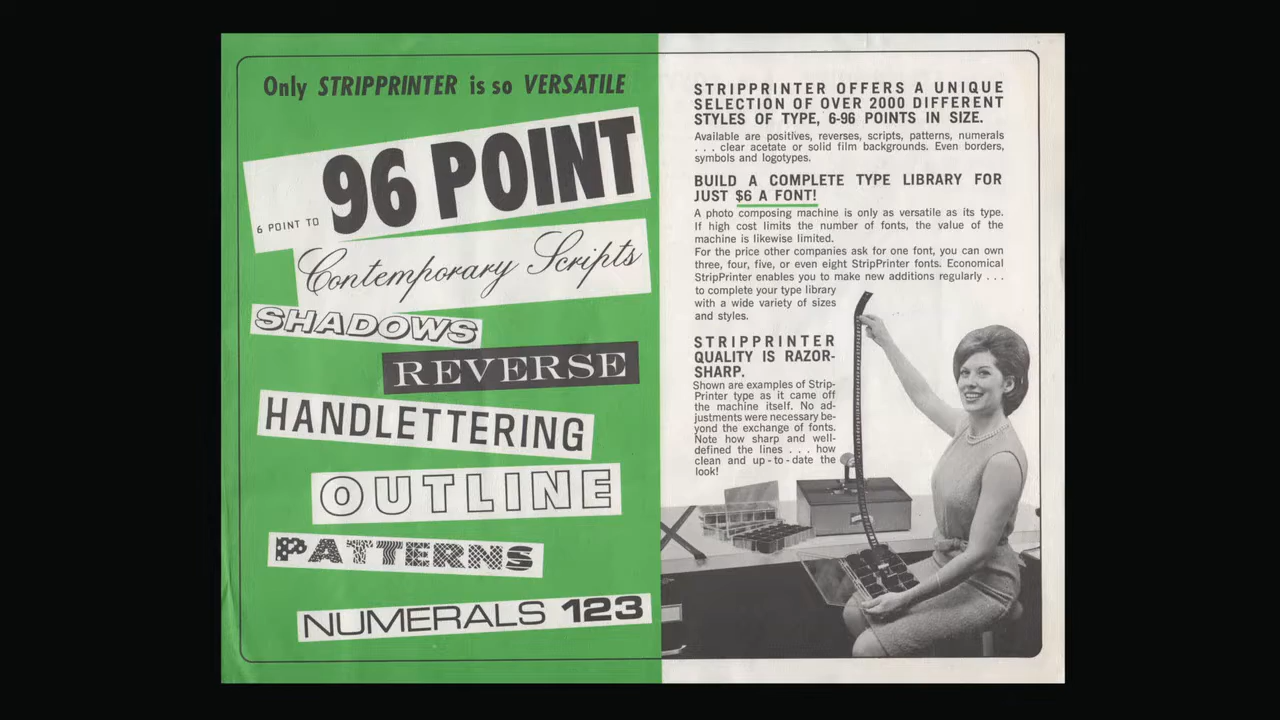 Only STRIPPRINTER is so VERSATILE
6 POINT TO 96 POINT
Contemporary Scripts
SHADOWS
REVERSE
HANDLETTERING
OUTLINE
PATTERNS
NUMERALS 123
STRIPPRINTER OFFERS A UNIQUE
SELECTION OF OVER 2000 DIFFERENT
STYLES OF TYPE, 6-96 POINTS IN SIZE.
Available are positives, reverses, scripts, patterns, numerals
. . . clear acetate or solid film backgrounds. Even borders,
symbols and logotypes.
BUILD A COMPLETE TYPE LIBRARY FOR
JUST $6 A FONT!
A photo composing machine is only as versatile as its type.
If high cost limits the number of fonts, the value of the
machine is likewise limited.
For the price other companies ask for one font, you can own
three, four, five, or even eight StripPrinter fonts. Economical
StripPrinter enables you to make new additions regularly . . .
to complete your type library
with a wide variety of sizes
and styles.
STRIPPRINTER
QUALITY IS RAZOR-
SHARP.
Shown are examples of Strip-
Printer type as it came off
the machine itself. No ad-
justments were necessary be-
yond the exchange of fonts.
Note how sharp and well-
defined the lines . . . how
clean and up-to-date the
look!